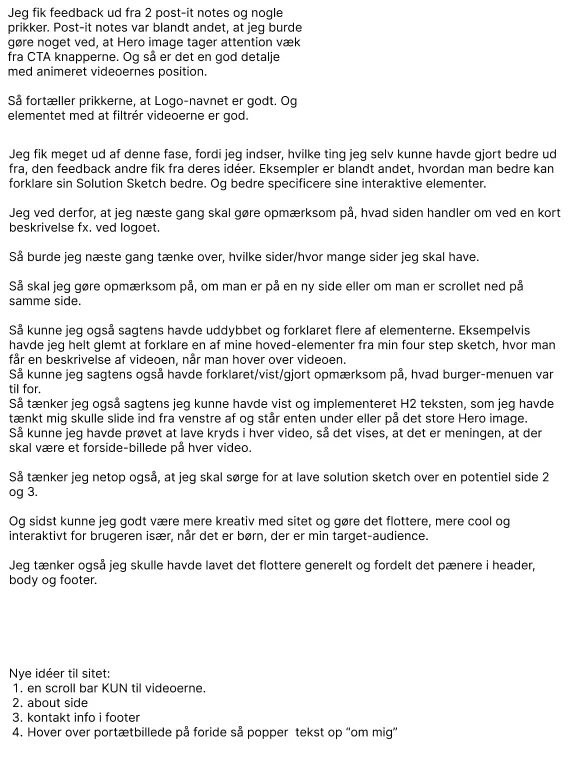 Jeg fik feedback ud fra 2 post-it notes og nogle
prikker. Post-it notes var blandt andet, at jeg burde
gøre noget ved, at Hero image tager attention væk
fra CTA knapperne. Og så er det en god detalje
med animeret videoernes position.
Så fortæller prikkerne, at Logo-navnet er godt. Og
elementet med at filtrér videoerne er god.
Jeg fik meget ud af denne fase, fordi jeg indser, hvilke ting jeg selv kunne havde gjort bedre ud
fra, den feedback andre fik fra deres idéer. Eksempler er blandt andet, hvordan man bedre kan
forklare sin Solution Sketch bedre. Og bedre specificere sine interaktive elementer.
Jeg ved derfor, at jeg næste gang skal gøre opmærksom på, hvad siden handler om ved en kort
beskrivelse fx. ved logoet.
Så burde jeg næste gang tænke over, hvilke sider/hvor mange sider jeg skal have.
Så skal jeg gøre opmærksom på, om man er på en ny side eller om man er scrollet ned på
samme side.
Så kunne jeg også sagtens havde uddybbet og forklaret flere af elementerne. Eksempelvis
havde jeg helt glemt at forklare en af mine hoved-elementer fra min four step sketch, hvor man
får en beskrivelse af videoen, når man hover over videoen.
Så kunne jeg sagtens også havde forklaret/vist/gjort opmærksom på, hvad burger-menuen var
til for.
Så tænker jeg også sagtens jeg kunne havde vist og implementeret H2 teksten, som jeg havde
tænkt mig skulle slide ind fra venstre af og står enten under eller på det store Hero image.
Så kunne jeg havde prøvet at lave kryds i hver video, så det vises, at det er meningen, at der
skal være et forside-billede på hver video.
Så tænker jeg netop også, at jeg skal sørge for at lave solution sketch over en potentiel side 2
og 3.
Og sidst kunne jeg godt være mere kreativ med sitet og gøre det flottere, mere cool og
interaktivt for brugeren især, når det er børn, der er min target-audience.
Jeg tænker også jeg skulle havde lavet det flottere generelt og fordelt det pænere i header,
body og footer.
Nye idéer til sitet:
1. en scroll bar KUN til videoerne.
2. about side
3. kontakt info i footer
4. Hover over portætbillede på foride så popper  tekst op “om mig”